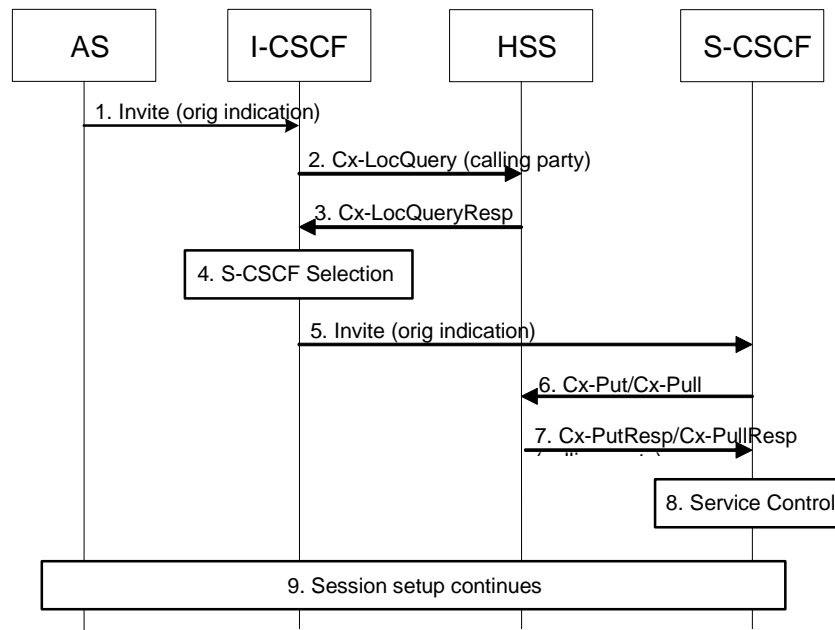 AS
I-CSCF
HSS
S-CSCF
1. Invite (orig indication)
2. Cx-LocQuery (calling party)
3. Cx-LocQueryResp
4. S-CSCF Selection
5. Invite (orig indication)
6. Cx-Put/Cx-Pull
7. Cx-PutResp/Cx-PullResp
8. Service Control
9. Session setup continues